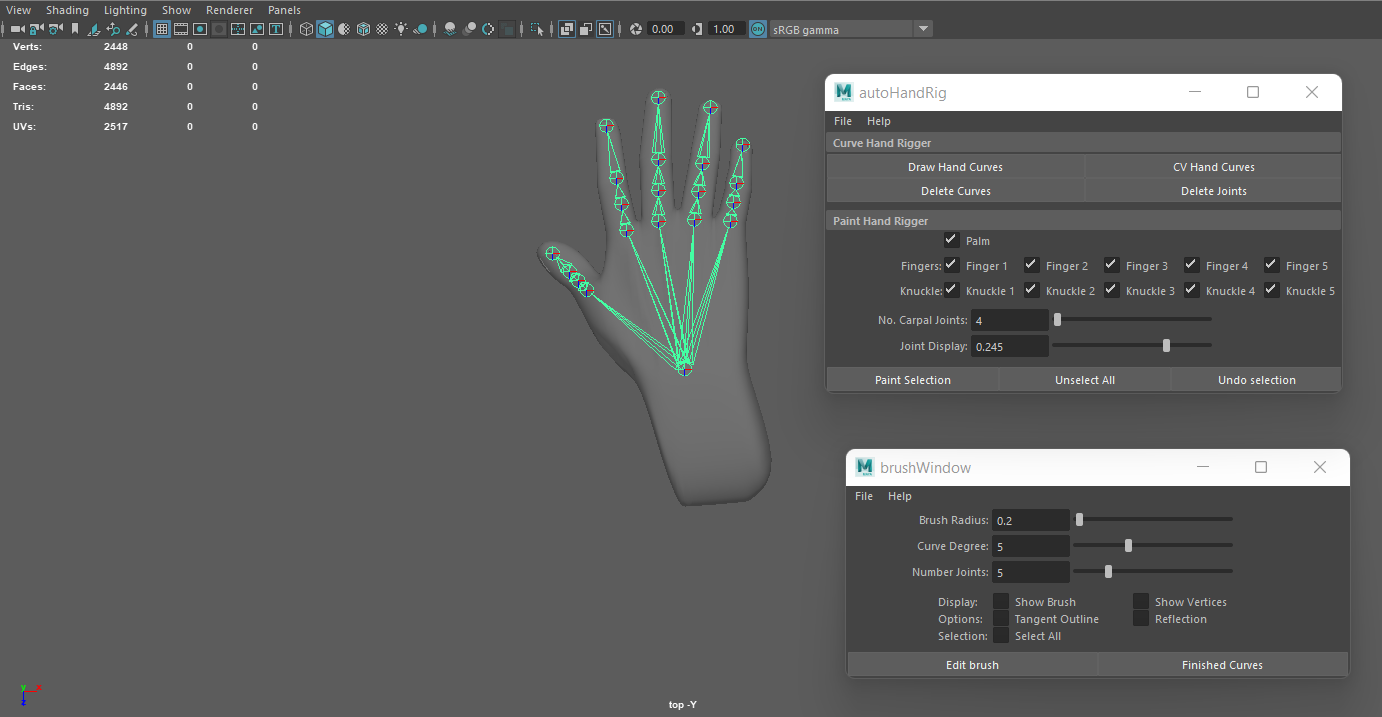 View Shading Lighting Show Renderer Panels
0.00 1.00 ON sRGB gamma
Verts: 2448 0 0
Edges: 4892 0 0
Faces: 2446 0 0
Tris: 4892 0 0
UVs: 2517 0 0
M autoHandRig
File Help
Curve Hand Rigger
Draw Hand Curves CV Hand Curves
Delete Curves Delete Joints
Paint Hand Rigger
Palm
Fingers: Finger 1 Finger 2 Finger 3 Finger 4 Finger 5
Knuckle: Knuckle 1 Knuckle 2 Knuckle 3 Knuckle 4 Knuckle 5
No. Carpal Joints: 4
Joint Display: 0.245
Paint Selection Unselect All Undo selection
M brushWindow
File Help
Brush Radius: 0.2
Curve Degree: 5
Number Joints: 5
Display: Show Brush Show Vertices
Options: Tangent Outline Reflection
Selection: Select All
Edit brush Finished Curves
y x
z
top -Y